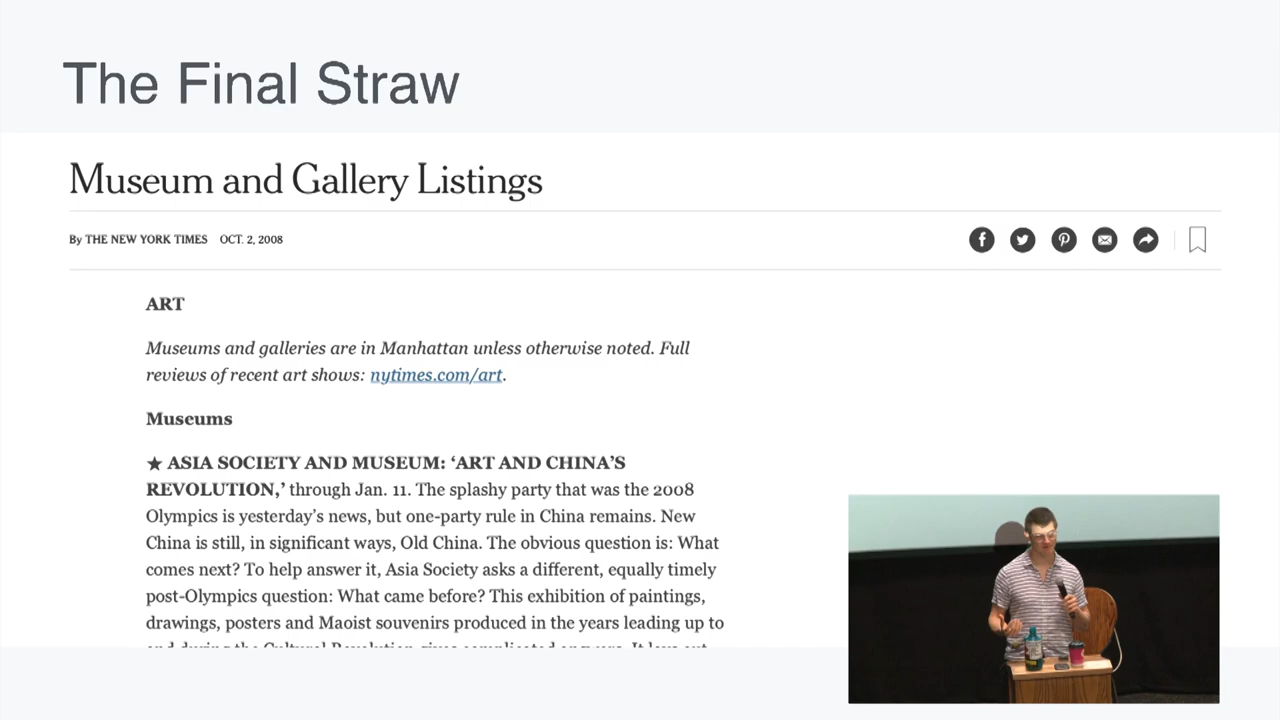 The Final Straw
Museum and Gallery Listings
By THE NEW YORK TIMES OCT. 2, 2008
ART
Museums and galleries are in Manhattan unless otherwise noted. Full
reviews of recent art shows: nytimes.com/art.
Museums
★ ASIA SOCIETY AND MUSEUM: ‘ART AND CHINA’S
REVOLUTION,’ through Jan. 11. The splashy party that was the 2008
Olympics is yesterday’s news, but one-party rule in China remains. New
China is still, in significant ways, Old China. The obvious question is: What
comes next? To help answer it, Asia Society asks a different, equally timely
post-Olympics question: What came before? This exhibition of paintings,
drawings, posters and Maoist souvenirs produced in the years leading up to